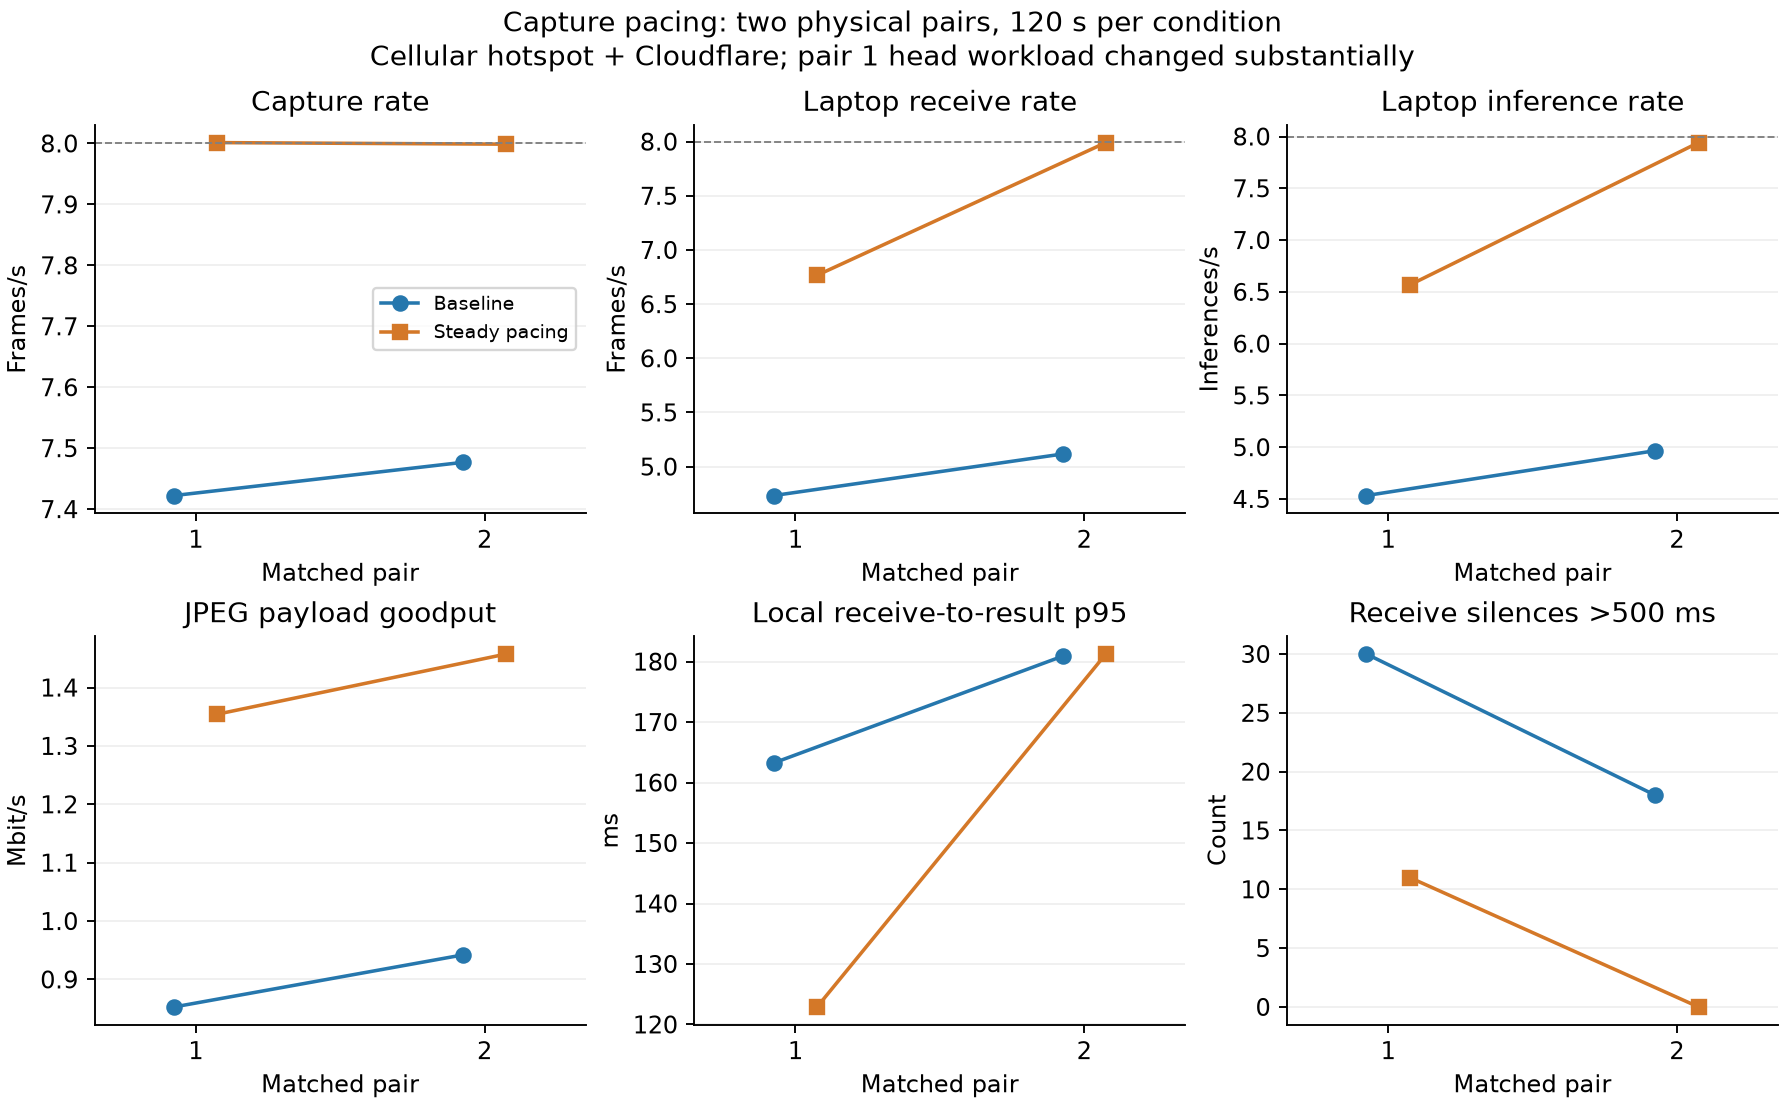 Capture pacing: two physical pairs, 120 s per condition
Cellular hotspot + Cloudflare; pair 1 head workload changed substantially
Capture rate
Frames/s
8.0
7.9
7.8
7.7
7.6
7.5
7.4
Baseline
Steady pacing
1
2
Matched pair
Laptop receive rate
Frames/s
8.0
7.5
7.0
6.5
6.0
5.5
5.0
1
2
Matched pair
Laptop inference rate
Inferences/s
8.0
7.5
7.0
6.5
6.0
5.5
5.0
4.5
1
2
Matched pair
JPEG payload goodput
Mbit/s
1.4
1.3
1.2
1.1
1.0
0.9
1
2
Matched pair
Local receive-to-result p95
ms
180
170
160
150
140
130
120
1
2
Matched pair
Receive silences >500 ms
Count
30
25
20
15
10
5
0
1
2
Matched pair